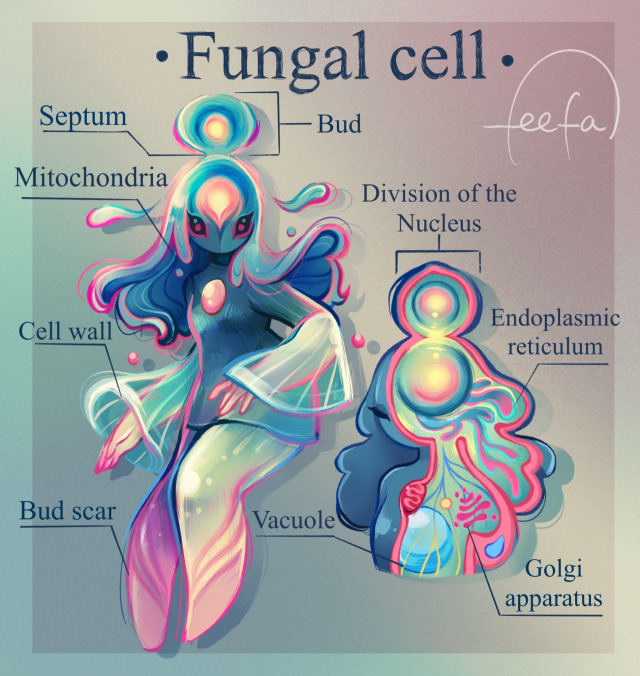 • Fungal cell •
feefa
Septum
Bud
Mitochondria
Division of the
Nucleus
Endoplasmic
reticulum
Cell wall
Bud scar
Vacuole
Golgi
apparatus